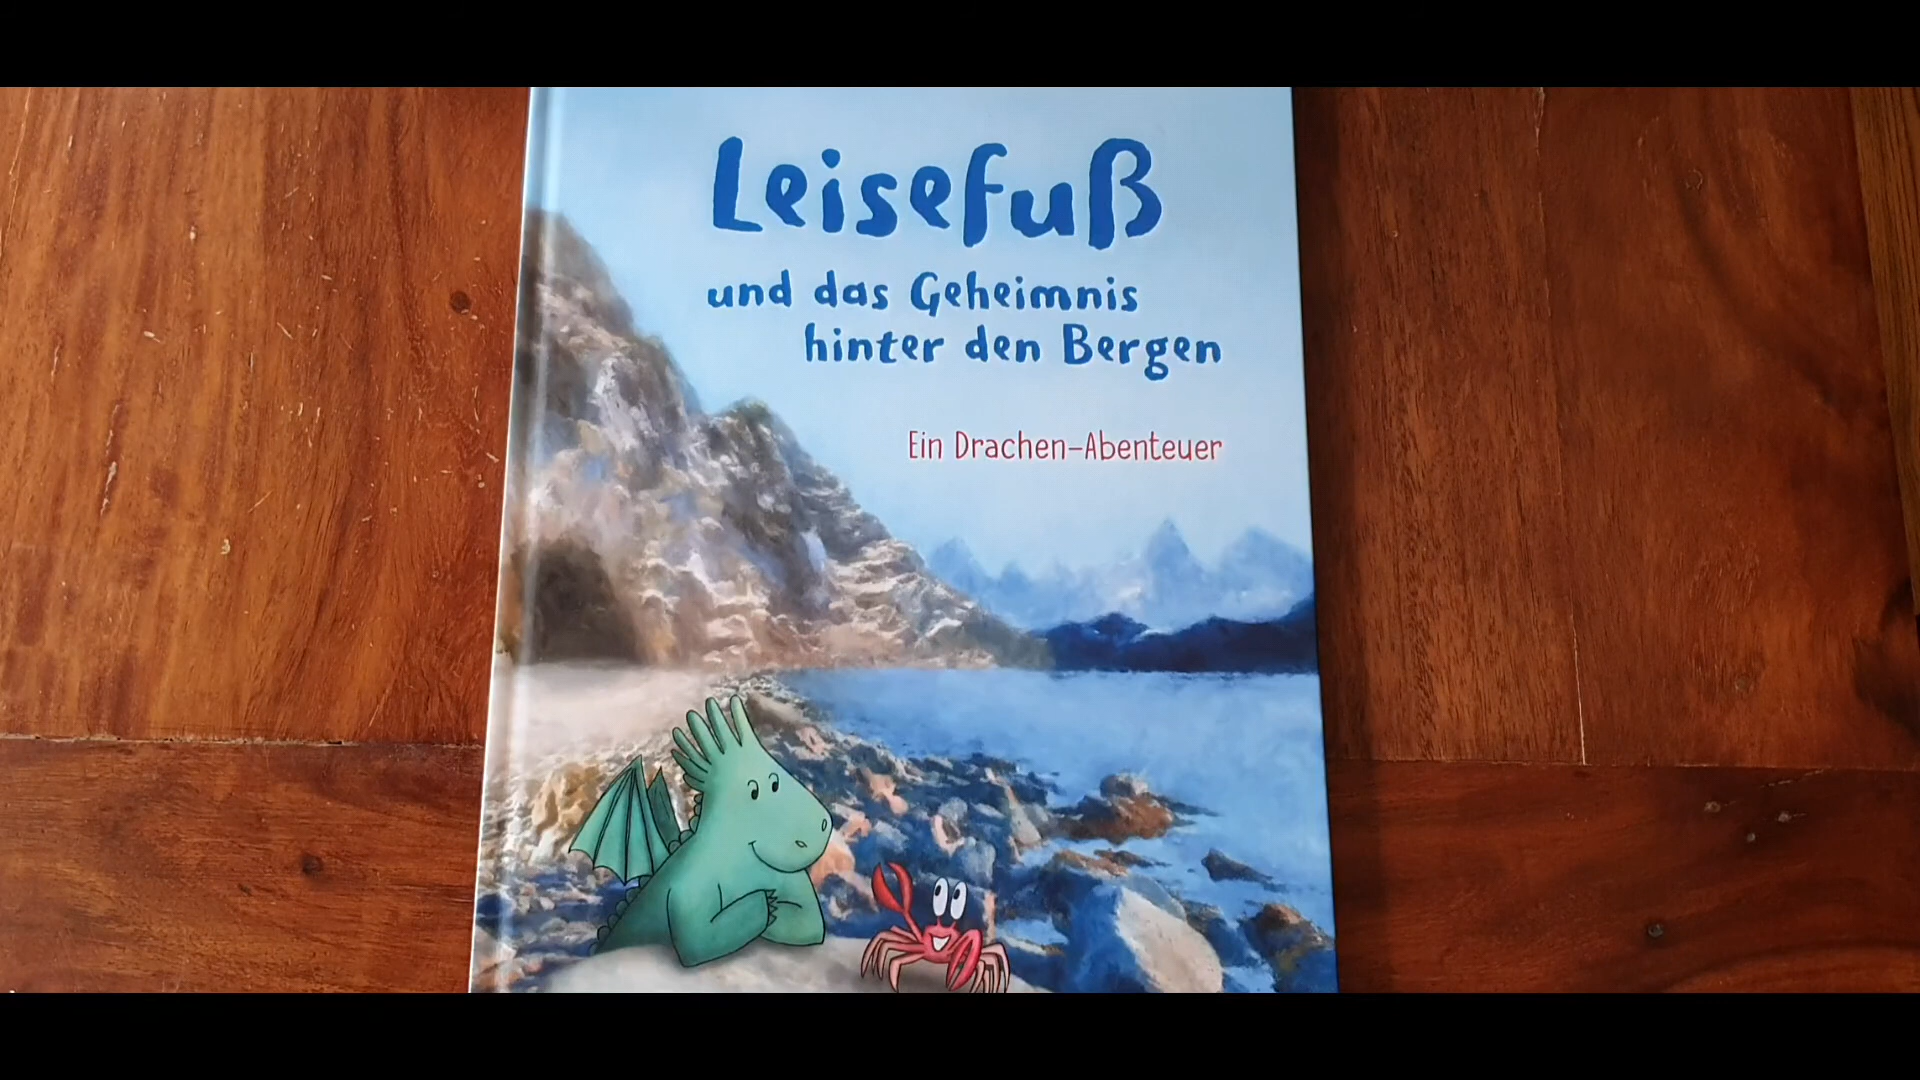 Leisefuß
und das Geheimnis
hinter den Bergen
Ein Drachen-Abenteuer